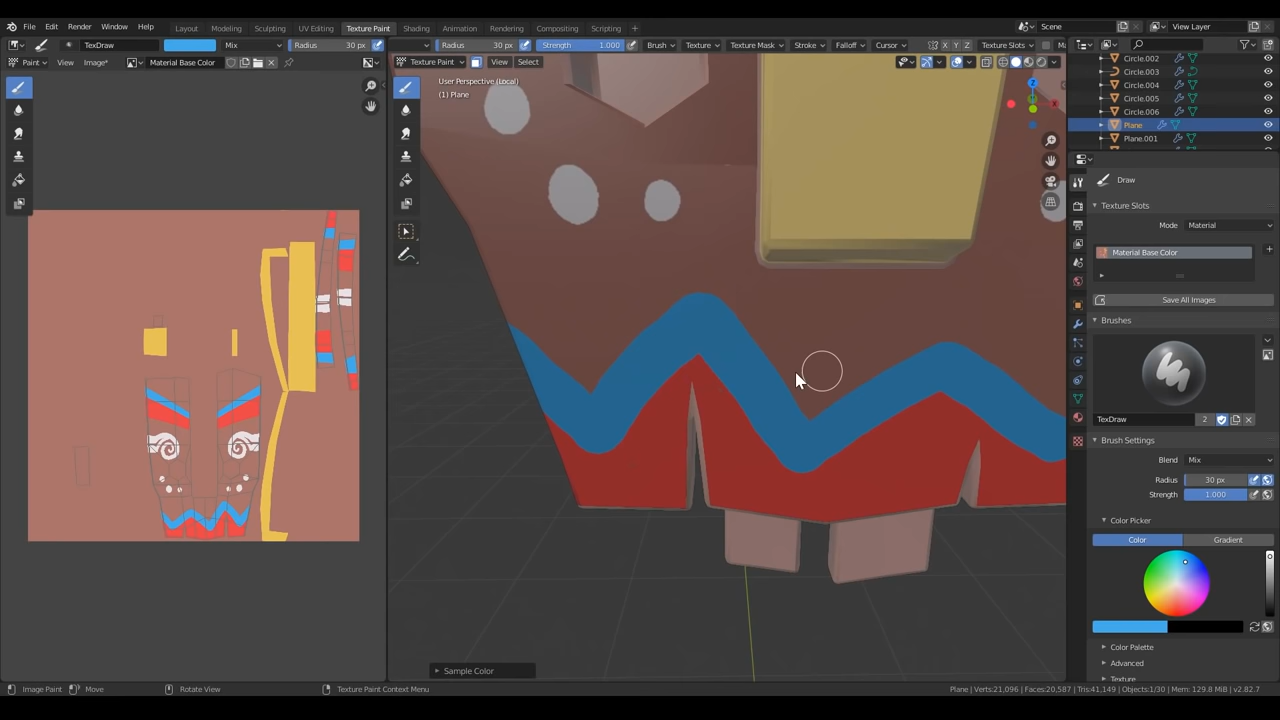 File Edit Render Window Help Layout Modeling Sculpting UV Editing Texture Paint Shading Animation Rendering Compositing Scripting + Scene View Layer
TexDraw Mix Radius 30 px Radius 30 px Strength 1.000 Brush Texture Texture Mask Stroke Falloff Cursor X Y Z Texture Slots
Paint View Image* Material Base Color Texture Paint View Select
User Perspective (Local)
(1) Plane
Circle.002
Circle.003
Circle.004
Circle.005
Circle.006
Plane
Plane.001
Draw
Texture Slots
Mode Material
Material Base Color
Save All Images
Brushes
TexDraw 2
Brush Settings
Blend Mix
Radius 30 px
Strength 1.000
Color Picker
Color Gradient
Color Palette
Advanced
Texture
Sample Color
Image Paint Move Rotate View Texture Paint Context Menu Plane | Verts:21,096 | Faces:20,587 | Tris:41,149 | Objects:1/30 | Mem: 129.8 MiB | v2.82.7